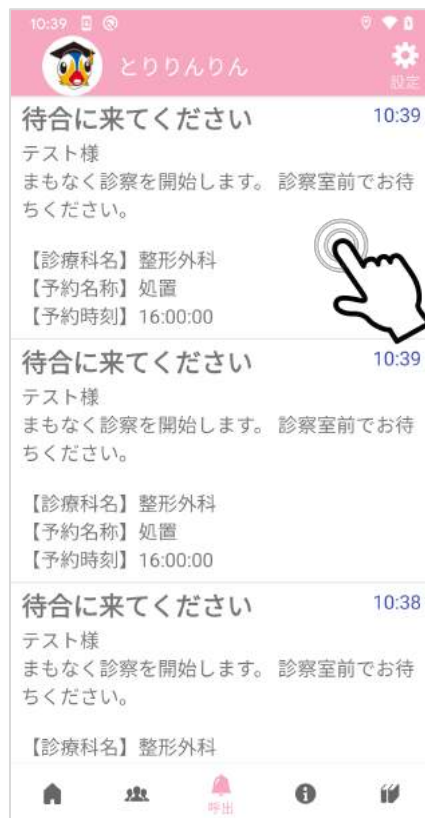 10:39
とりりんりん
設定
待合に来てください 10:39
テスト様
まもなく診察を開始します。 診察室前でお待
ちください。
【診療科名】整形外科
【予約名称】処置
【予約時刻】16:00:00
待合に来てください 10:39
テスト様
まもなく診察を開始します。 診察室前でお待
ちください。
【診療科名】整形外科
【予約名称】処置
【予約時刻】16:00:00
待合に来てください 10:38
テスト様
まもなく診察を開始します。 診察室前でお待
ちください。
【診療科名】整形外科
呼出